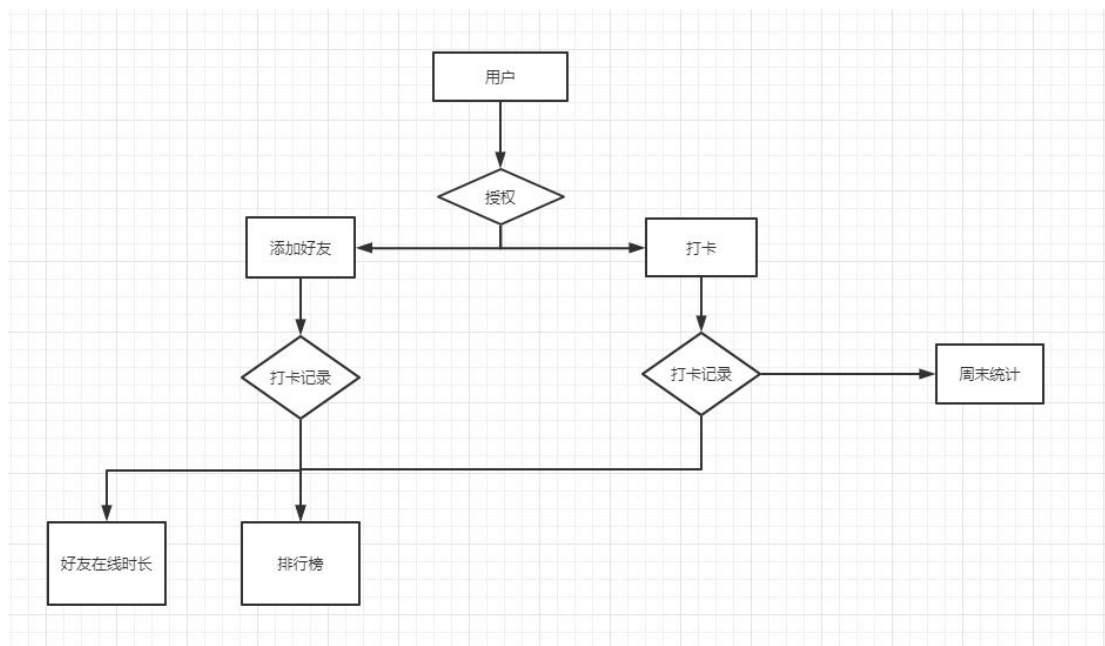 用户
授权
添加好友
打卡
打卡记录
打卡记录
周末统计
好友在线时长
排行榜